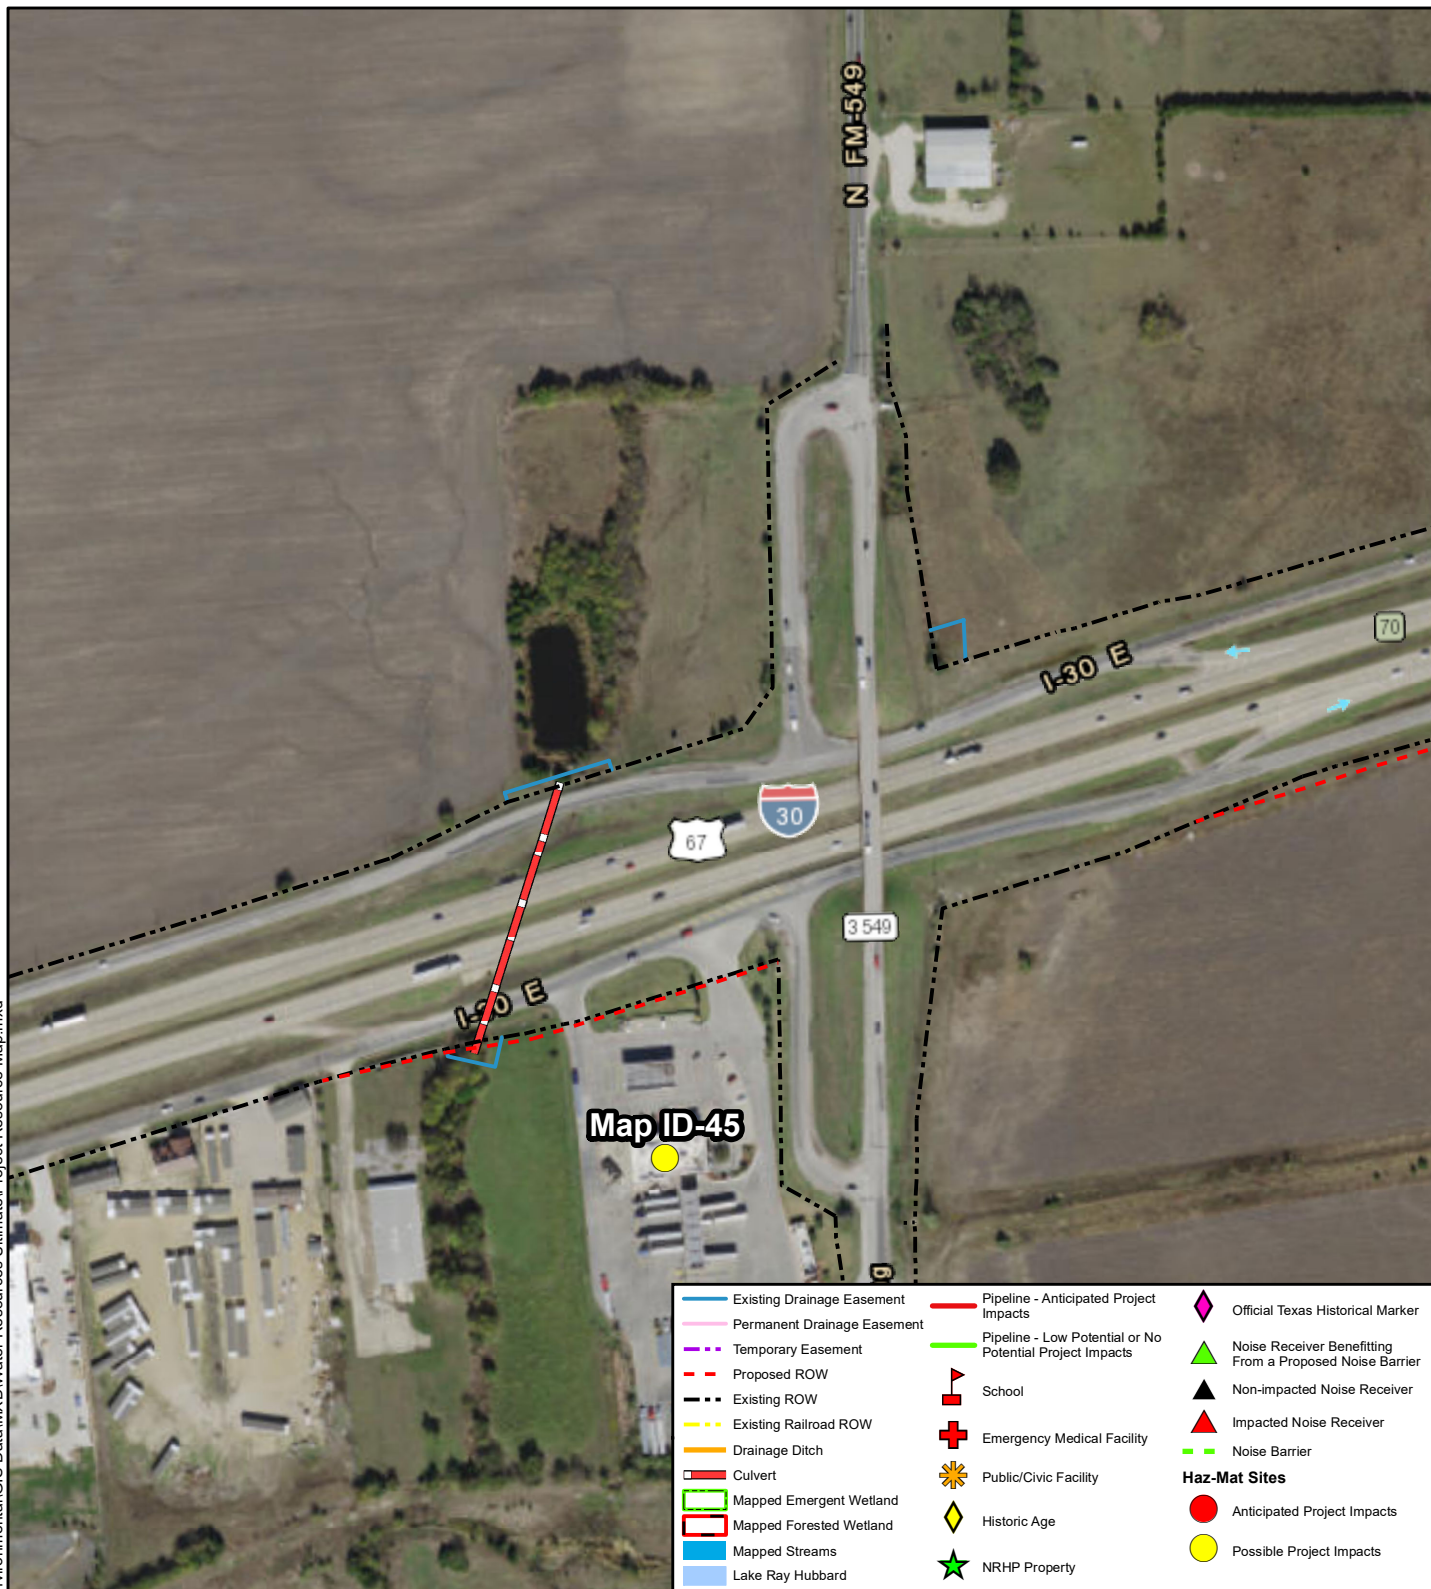 N FM-549
I-30 E
70
30
67
3 549
I-30 E
Map ID-45
Existing Drainage Easement
Permanent Drainage Easement
Temporary Easement
Proposed ROW
Existing ROW
Existing Railroad ROW
Drainage Ditch
Culvert
Mapped Emergent Wetland
Mapped Forested Wetland
Mapped Streams
Lake Ray Hubbard
Pipeline - Anticipated Project
Impacts
Pipeline - Low Potential or No
Potential Project Impacts
School
Emergency Medical Facility
Public/Civic Facility
Historic Age
NRHP Property
Official Texas Historical Marker
Noise Receiver Benefitting
From a Proposed Noise Barrier
Non-impacted Noise Receiver
Impacted Noise Receiver
Noise Barrier
Haz-Mat Sites
Anticipated Project Impacts
Possible Project Impacts